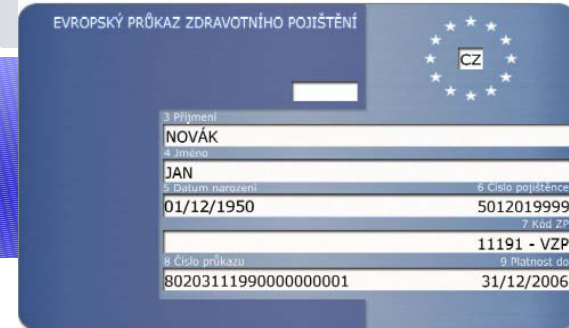 EVROPSKÝ PRŮKAZ ZDRAVOTNÍHO POJIŠTĚNÍ
CZ
3 Příjmení
NOVÁK
4 Jméno
JAN
5 Datum narození 6 Číslo pojištěnce
01/12/1950 5012019999
7 Kód ZP
11191 - VZP
8 Číslo průkazu 9 Platnost do
80203111990000000001 31/12/2006